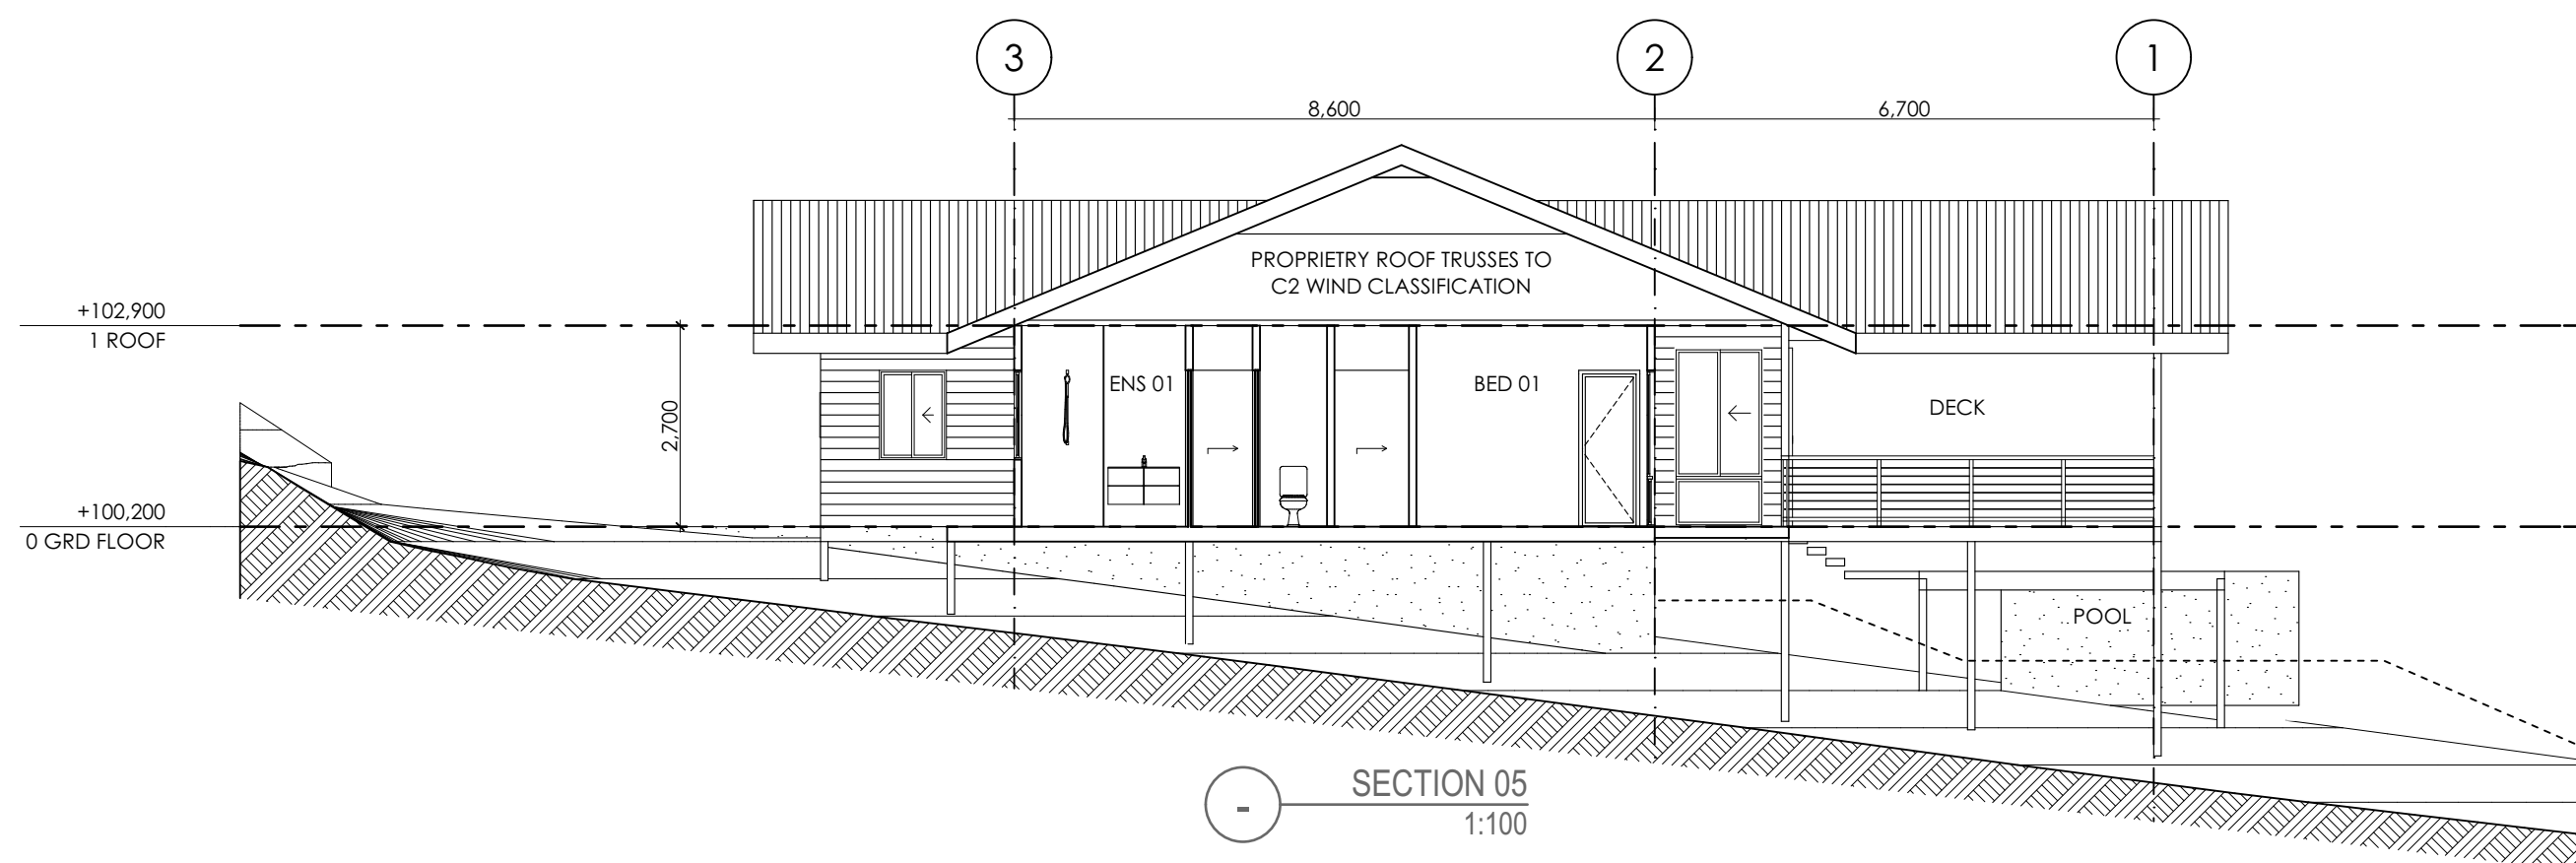 3
2
1
8,600
6,700
PROPRIETRY ROOF TRUSSES TO
C2 WIND CLASSIFICATION
+102,900
1 ROOF
2,700
ENS 01
BED 01
DECK
+100,200
0 GRD FLOOR
POOL
-
SECTION 05
1:100